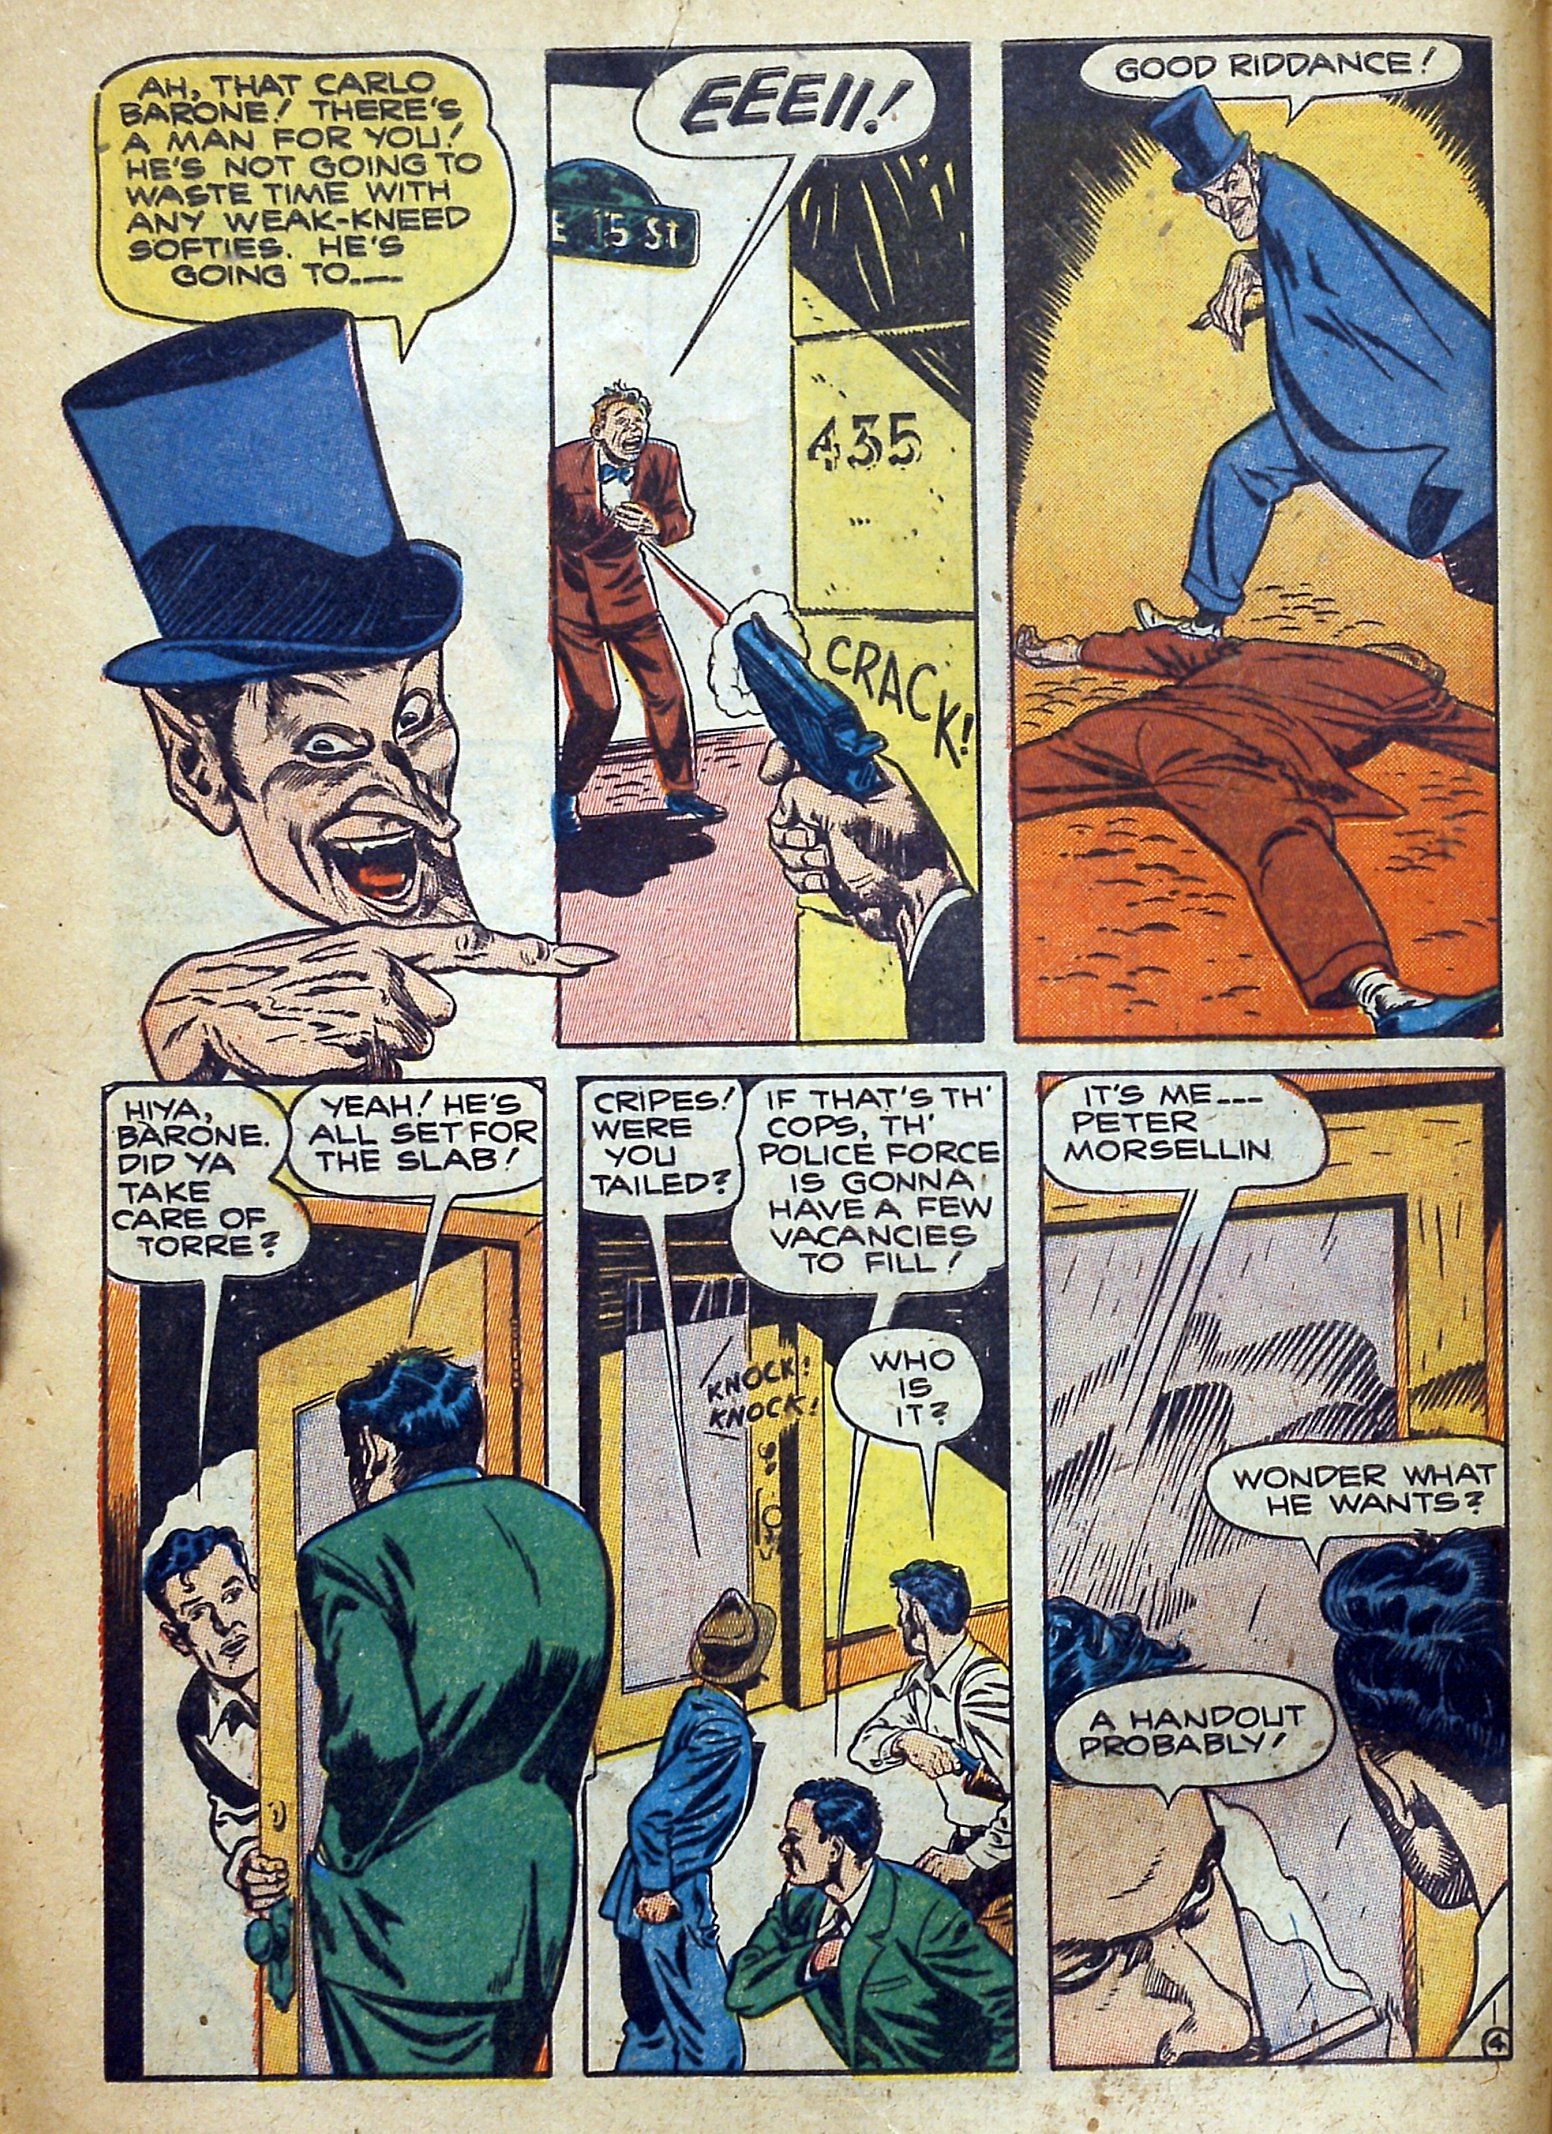 AH, THAT CARLO
BARONE! THERE'S
A MAN FOR YOU!
HE'S NOT GOING TO
WASTE TIME WITH
ANY WEAK-KNEED
SOFTIES. HE'S
GOING TO----
EEEII!
E 15 ST
435
CRACK!
GOOD RIDDANCE!
HIYA,
BARONE.
DID YA
TAKE
CARE OF
TORRE?
YEAH! HE'S
ALL SET FOR
THE SLAB!
CRIPES!
WERE
YOU
TAILED?
IF THAT'S TH'
COPS, TH'
POLICE FORCE
IS GONNA
HAVE A FEW
VACANCIES
TO FILL!
KNOCK!
KNOCK!
WHO
IS
IT?
IT'S ME---
PETER
MORSELLIN
WONDER WHAT
HE WANTS?
A HANDOUT
PROBABLY!
4